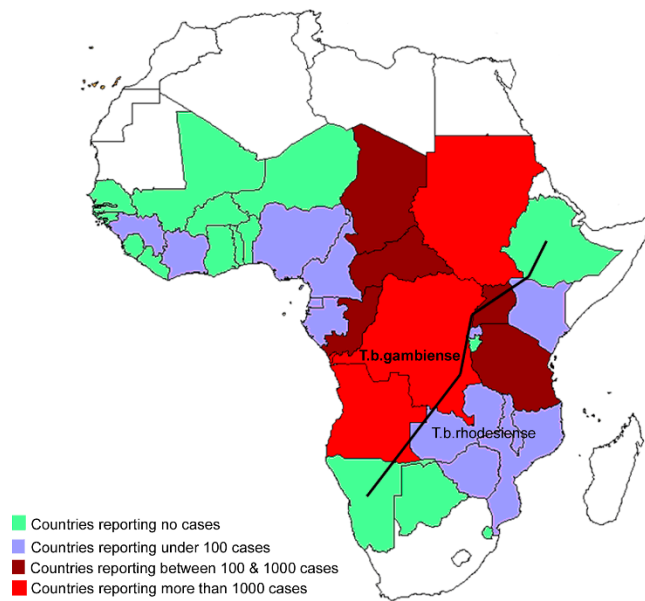 T.b.gambiense
T.b.rhodesiense
Countries reporting no cases
Countries reporting under 100 cases
Countries reporting between 100 & 1000 cases
Countries reporting more than 1000 cases